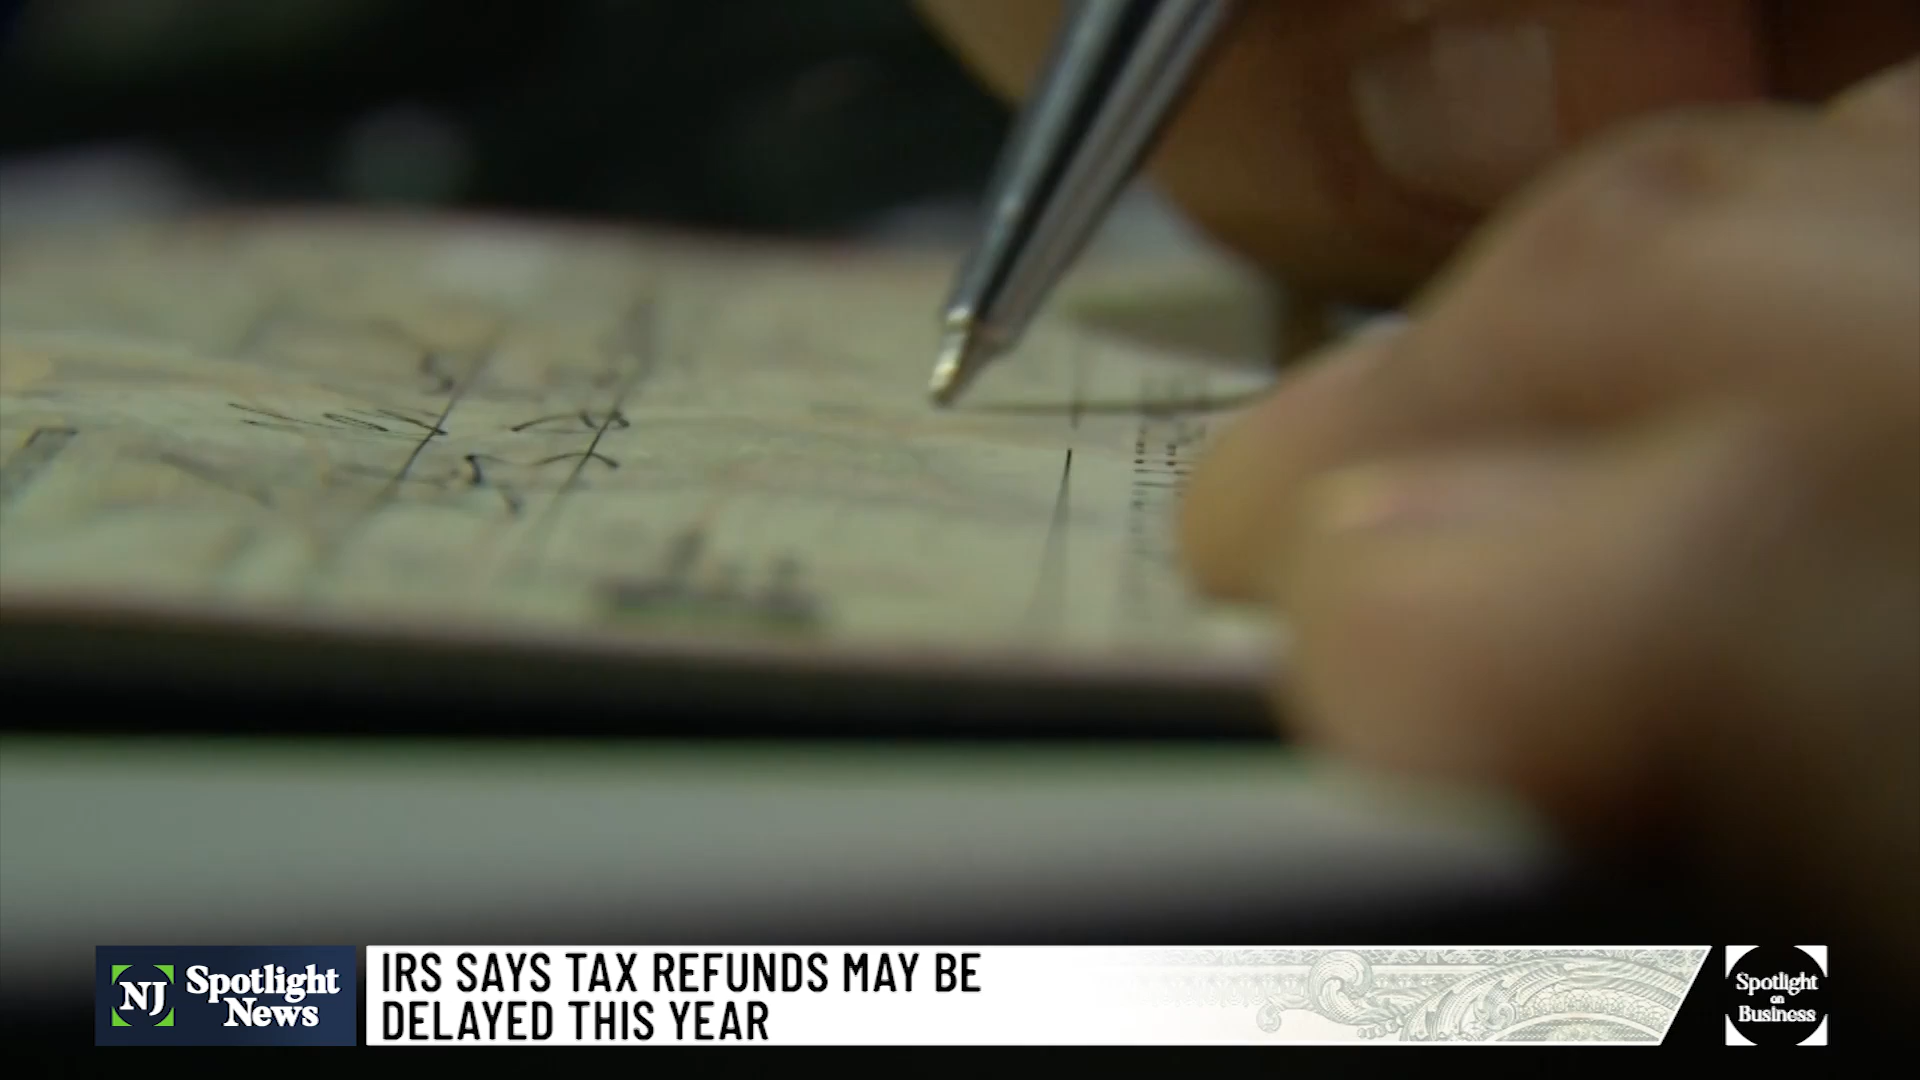 NJ Spotlight
News
IRS SAYS TAX REFUNDS MAY BE
DELAYED THIS YEAR
Spotlight
on
Business